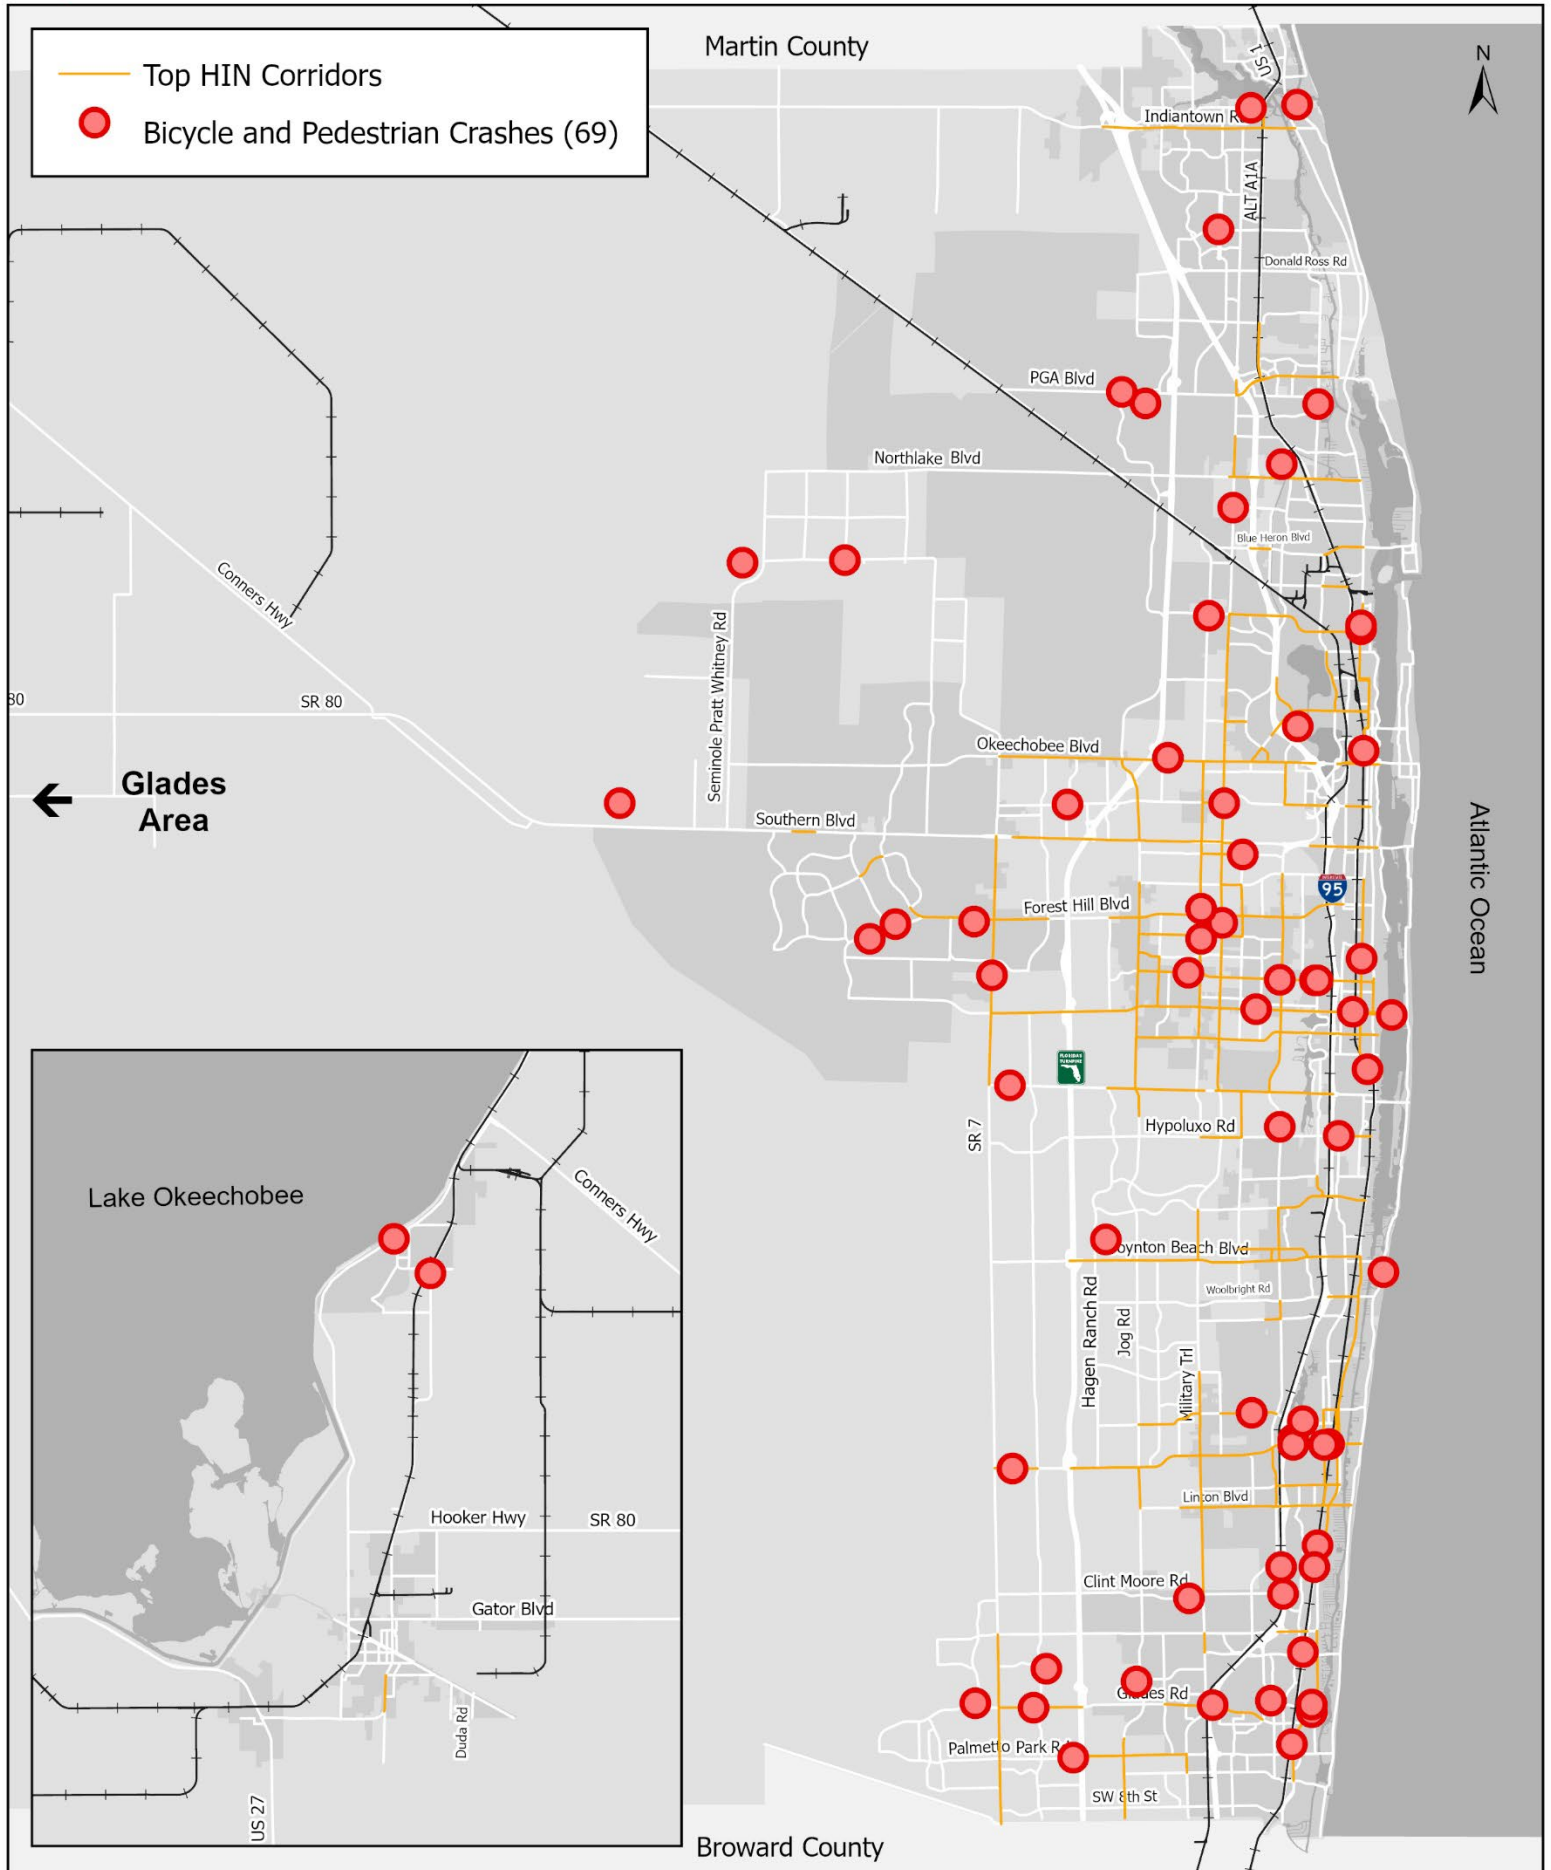 Top HIN Corridors
Bicycle and Pedestrian Crashes (69)
Martin County
N
US 1
Indiantown R
ALT A1A
Donald Ross Rd
PGA Blvd
Northlake Blvd
Blue Heron Blvd
Conners Hwy
Seminole Pratt Whitney Rd
80
SR 80
Okeechobee Blvd
Glades
Area
Southern Blvd
Atlantic Ocean
95
Forest Hill Blvd
SR 7
Hypoluxo Rd
Lake Okeechobee
Conners Hwy
oynton Beach Blvd
Woolbright Rd
Hagen Ranch Rd
Jog Rd
Military Trl
Linton Blvd
Hooker Hwy
SR 80
Clint Moore Rd
Gator Blvd
Glades Rd
Duda Rd
Palmetto Park R
SW 8th St
US 27
Broward County